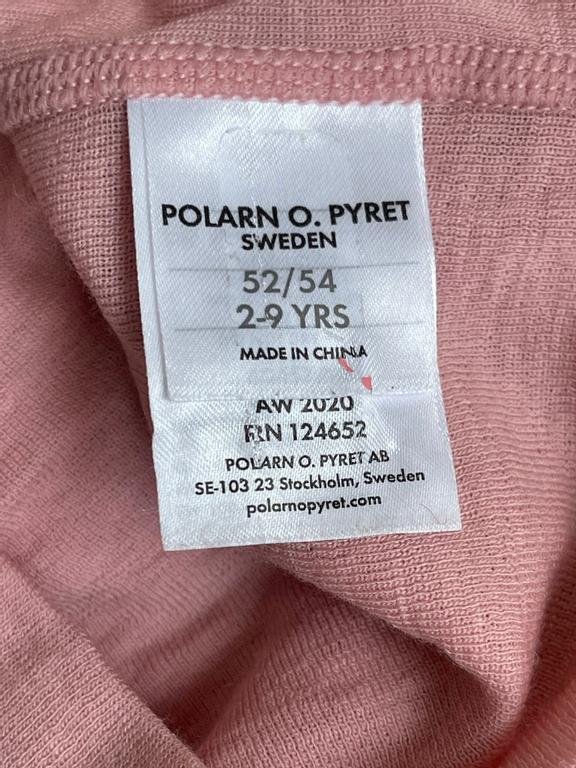 POLARN O. PYRET
SWEDEN
52/54
2-9 YRS
MADE IN CHINA
AW 2020
RN 124652
POLARN O. PYRET AB
SE-103 23 Stockholm, Sweden
polarnopyret.com